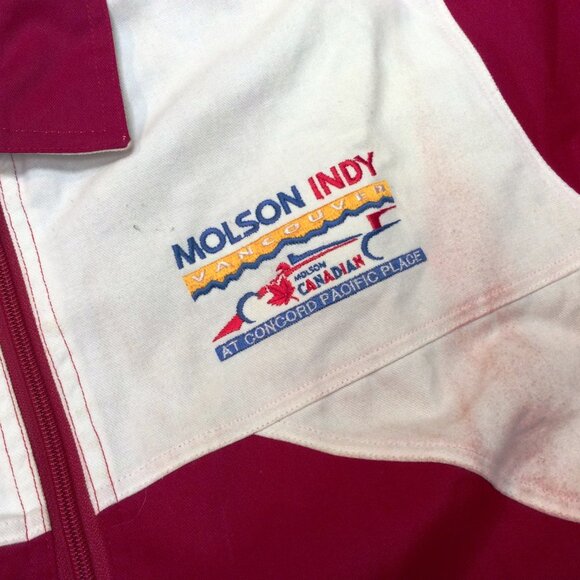 MOLSON INDY
VANCOUVER
MOLSON
CANADIAN
AT CONCORD PACIFIC PLACE